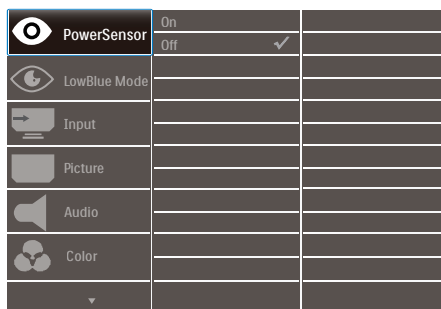 PowerSensor
On
Off
LowBlue Mode
Input
Picture
Audio
Color